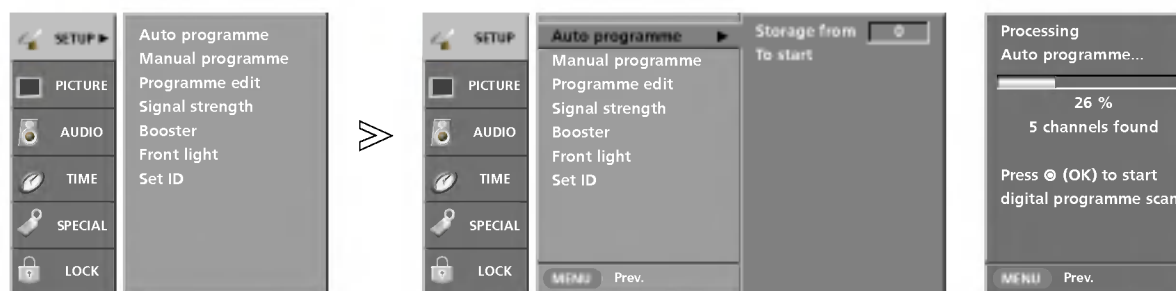 SETUP
PICTURE
AUDIO
TIME
SPECIAL
LOCK
Auto programme
Manual programme
Programme edit
Signal strength
Booster
Front light
Set ID
SETUP
PICTURE
AUDIO
TIME
SPECIAL
LOCK
Auto programme
Manual programme
Programme edit
Signal strength
Booster
Front light
Set ID
MENU Prev.
Storage from 0
To start
Processing
Auto programme...
26 %
5 channels found
Press ◉ (OK) to start
digital programme scan
MENU Prev.